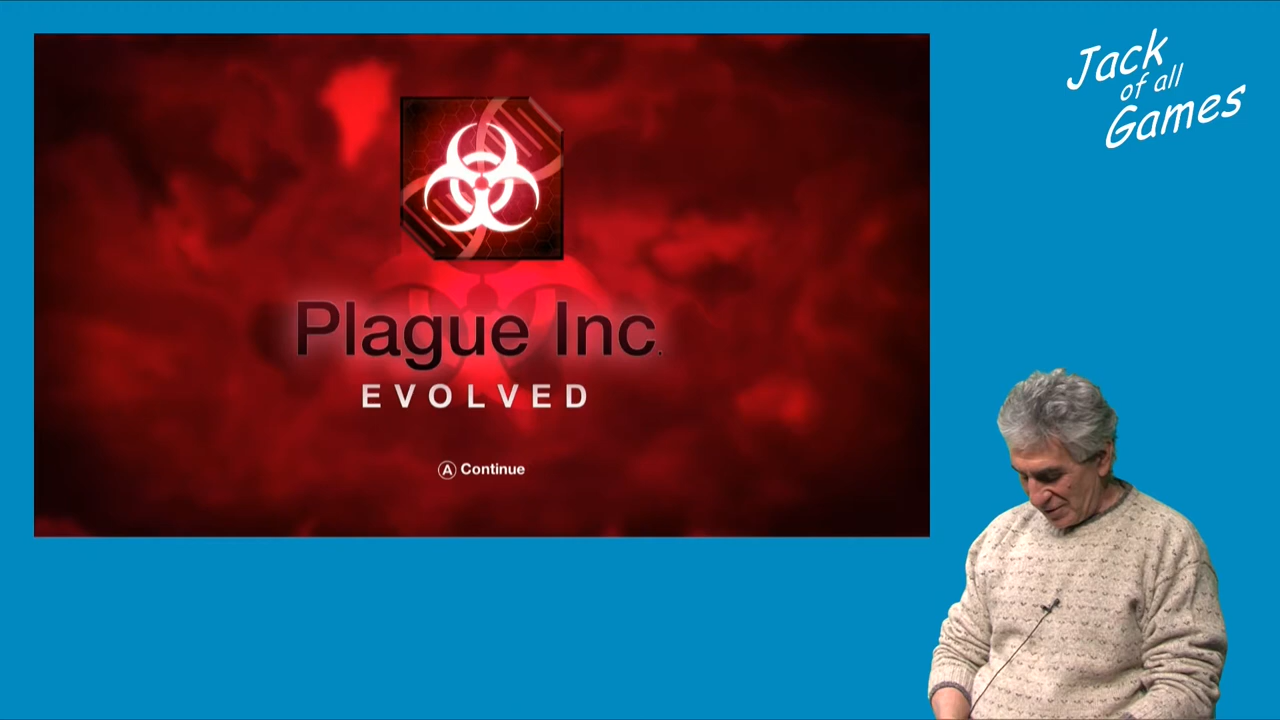 Jack
of all
Games
Plague Inc.
EVOLVED
A Continue